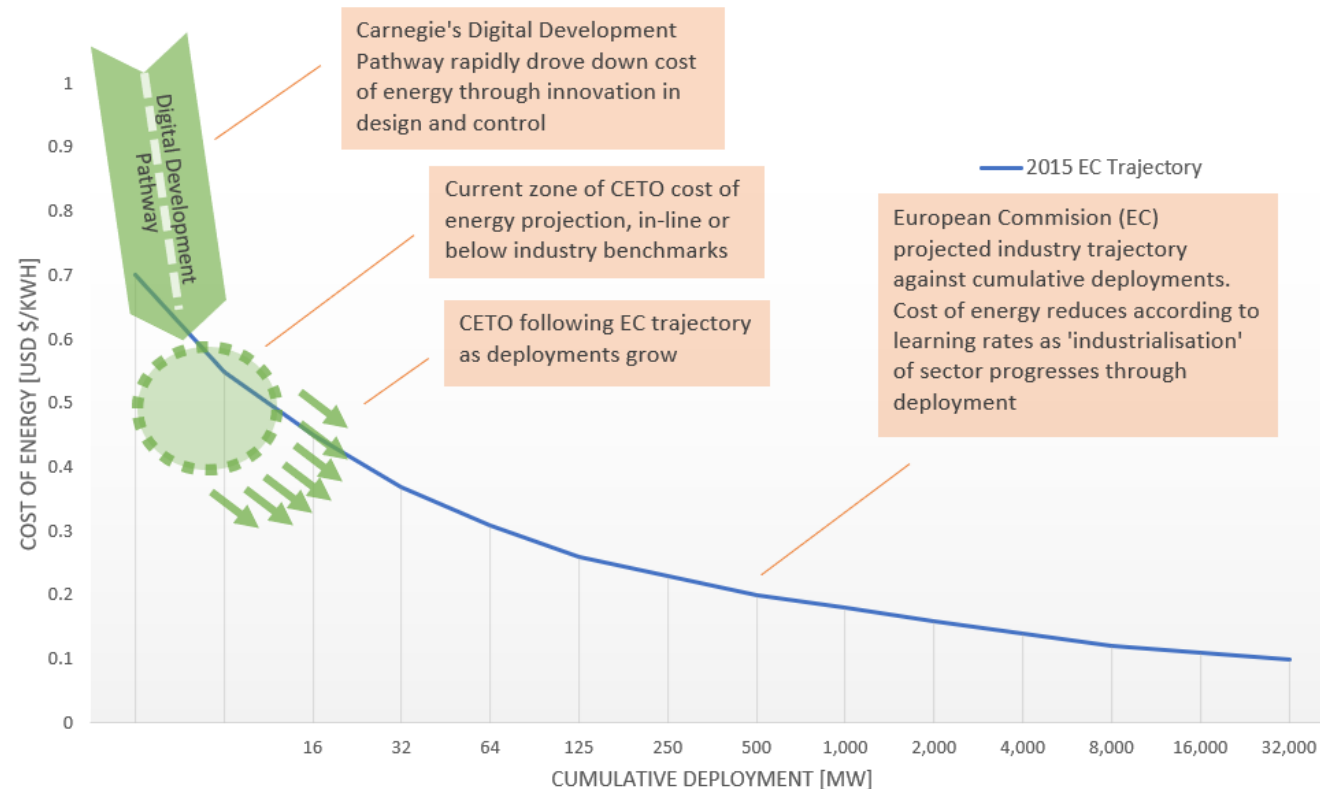 Carnegie's Digital Development
Pathway rapidly drove down cost
of energy through innovation in
design and control
Digital Development
Pathway
Current zone of CETO cost of
energy projection, in-line or
below industry benchmarks
CETO following EC trajectory
as deployments grow
2015 EC Trajectory
European Commision (EC)
projected industry trajectory
against cumulative deployments.
Cost of energy reduces according to
learning rates as 'industrialisation'
of sector progresses through
deployment
COST OF ENERGY [USD $/KWH]
1
0.9
0.8
0.7
0.6
0.5
0.4
0.3
0.2
0.1
0
16 32 64 125 250 500 1,000 2,000 4,000 8,000 16,000 32,000
CUMULATIVE DEPLOYMENT [MW]